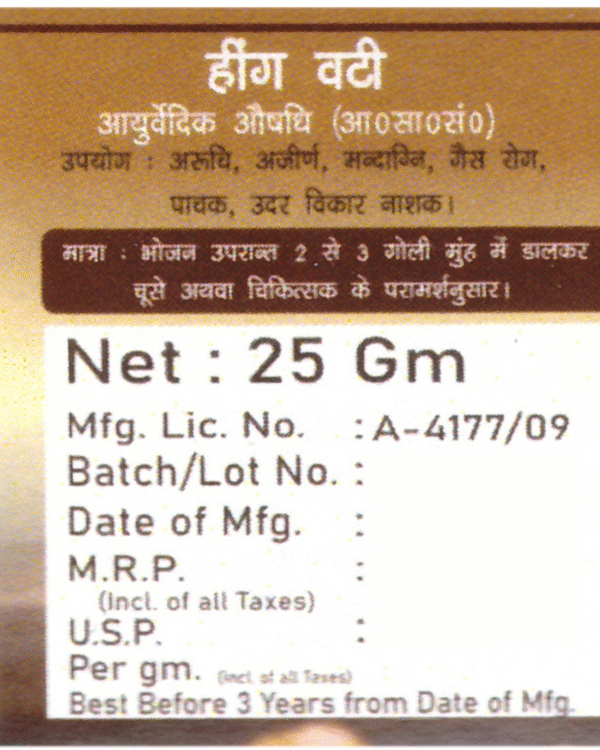 हींग वटी
आयुर्वेदिक औषधि (आ०सा०सं०)
उपयोग : अरूचि, अजीर्ण, मन्दाग्नि, गैस रोग,
पाचक, उदर विकार नाशक।
मात्रा : भोजन उपरान्त 2 से 3 गोली मुंह में डालकर
चूसे अथवा चिकित्सक के परामर्शनुसार।
Net : 25 Gm
Mfg. Lic. No. : A-4177/09
Batch/Lot No. :
Date of Mfg. :
M.R.P. :
(Incl. of all Taxes)
U.S.P. :
Per gm. (incl. of all Taxes)
Best Before 3 Years from Date of Mfg.